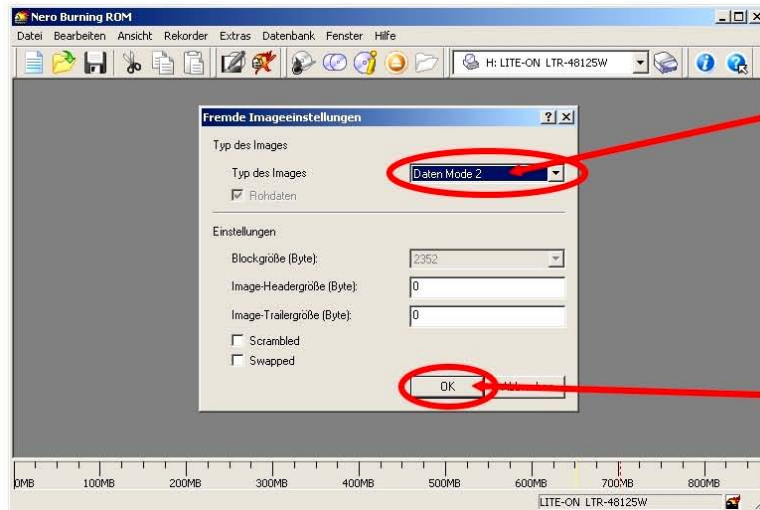 Nero Burning ROM
Datei Bearbeiten Ansicht Rekorder Extras Datenbank Fenster Hilfe
H: LITE-ON LTR-48125W
Fremde Imageeinstellungen
Typ des Images
Typ des Images Daten Mode 2
Rohdaten
Einstellungen
Blockgröße (Byte): 2352
Image-Headergröße (Byte): 0
Image-Trailergröße (Byte): 0
Scrambled
Swapped
OK
0MB 100MB 200MB 300MB 400MB 500MB 600MB 700MB 800MB
LITE-ON LTR-48125W